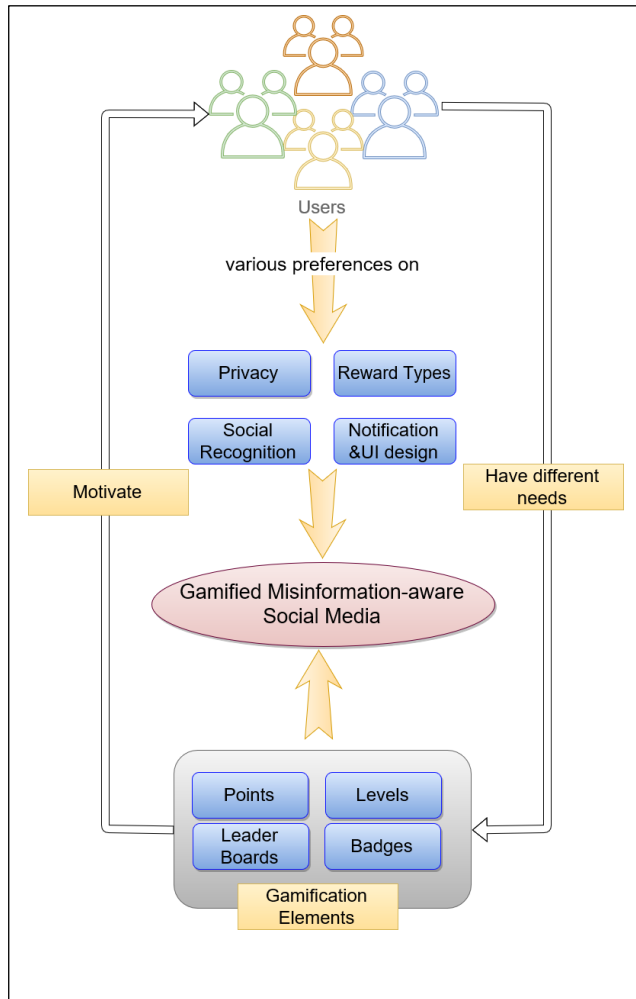 Users
various preferences on
Privacy
Reward Types
Social
Recognition
Notification
&UI design
Motivate
Have different
needs
Gamified Misinformation-aware
Social Media
Points
Levels
Leader
Boards
Badges
Gamification
Elements